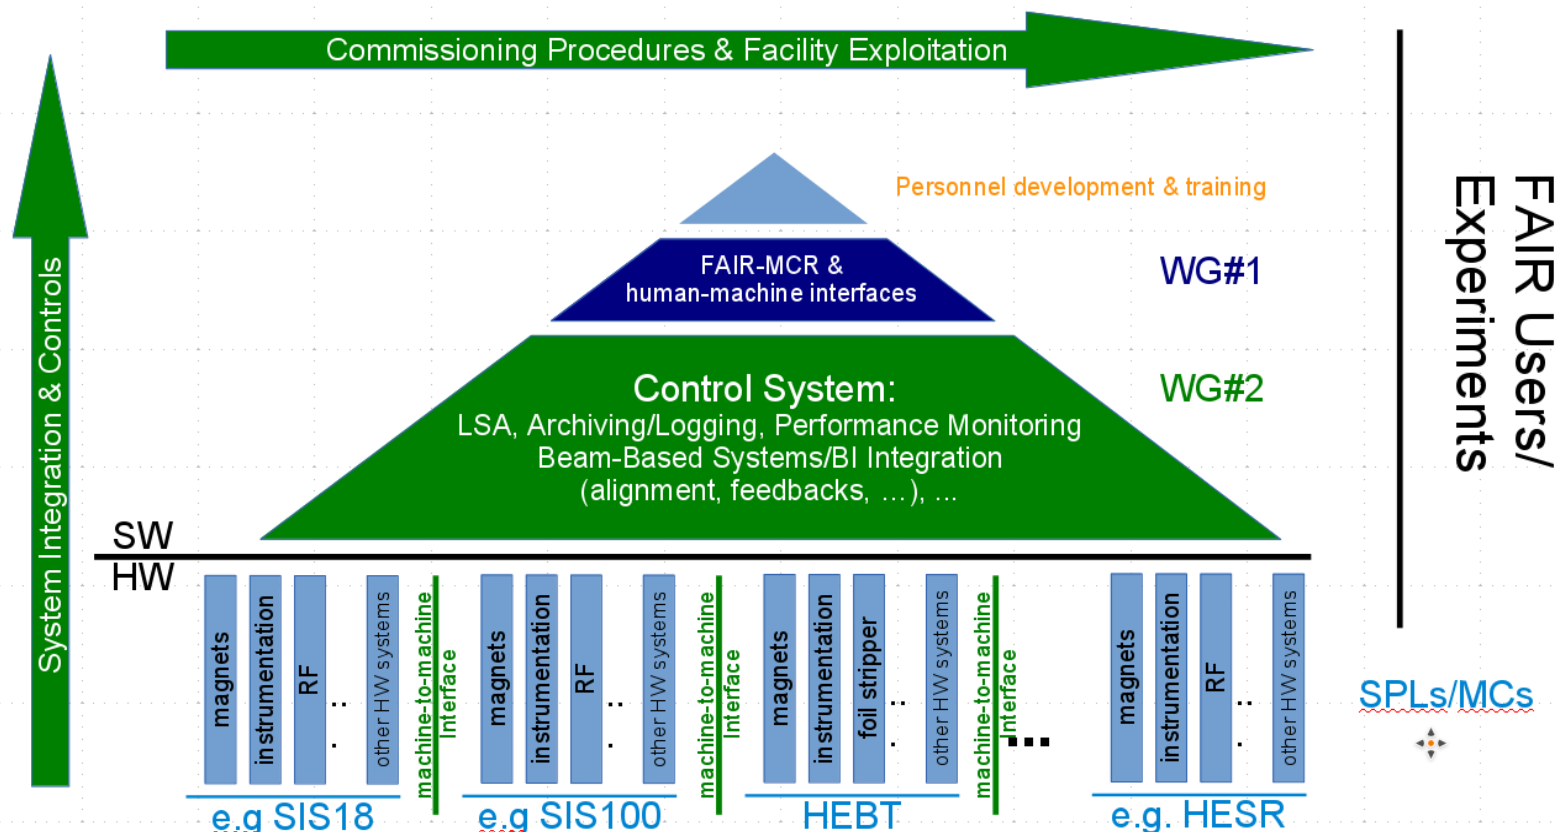 Commissioning Procedures & Facility Exploitation
System Integration & Controls
Personnel development & training
FAIR-MCR &
human-machine interfaces
WG#1
Control System:
LSA, Archiving/Logging, Performance Monitoring
Beam-Based Systems/BI Integration
(alignment, feedbacks, ...), ...
WG#2
FAIR Users/
Experiments
SW
HW
magnets
instrumentation
RF
...
other HW systems
machine-to-machine
Interface
magnets
instrumentation
RF
...
other HW systems
machine-to-machine
Interface
magnets
instrumentation
foil stripper
...
other HW systems
machine-to-machine
Interface
...
magnets
instrumentation
RF
...
other HW systems
SPLs/MCs
e.g SIS18
e.g SIS100
HEBT
e.g. HESR